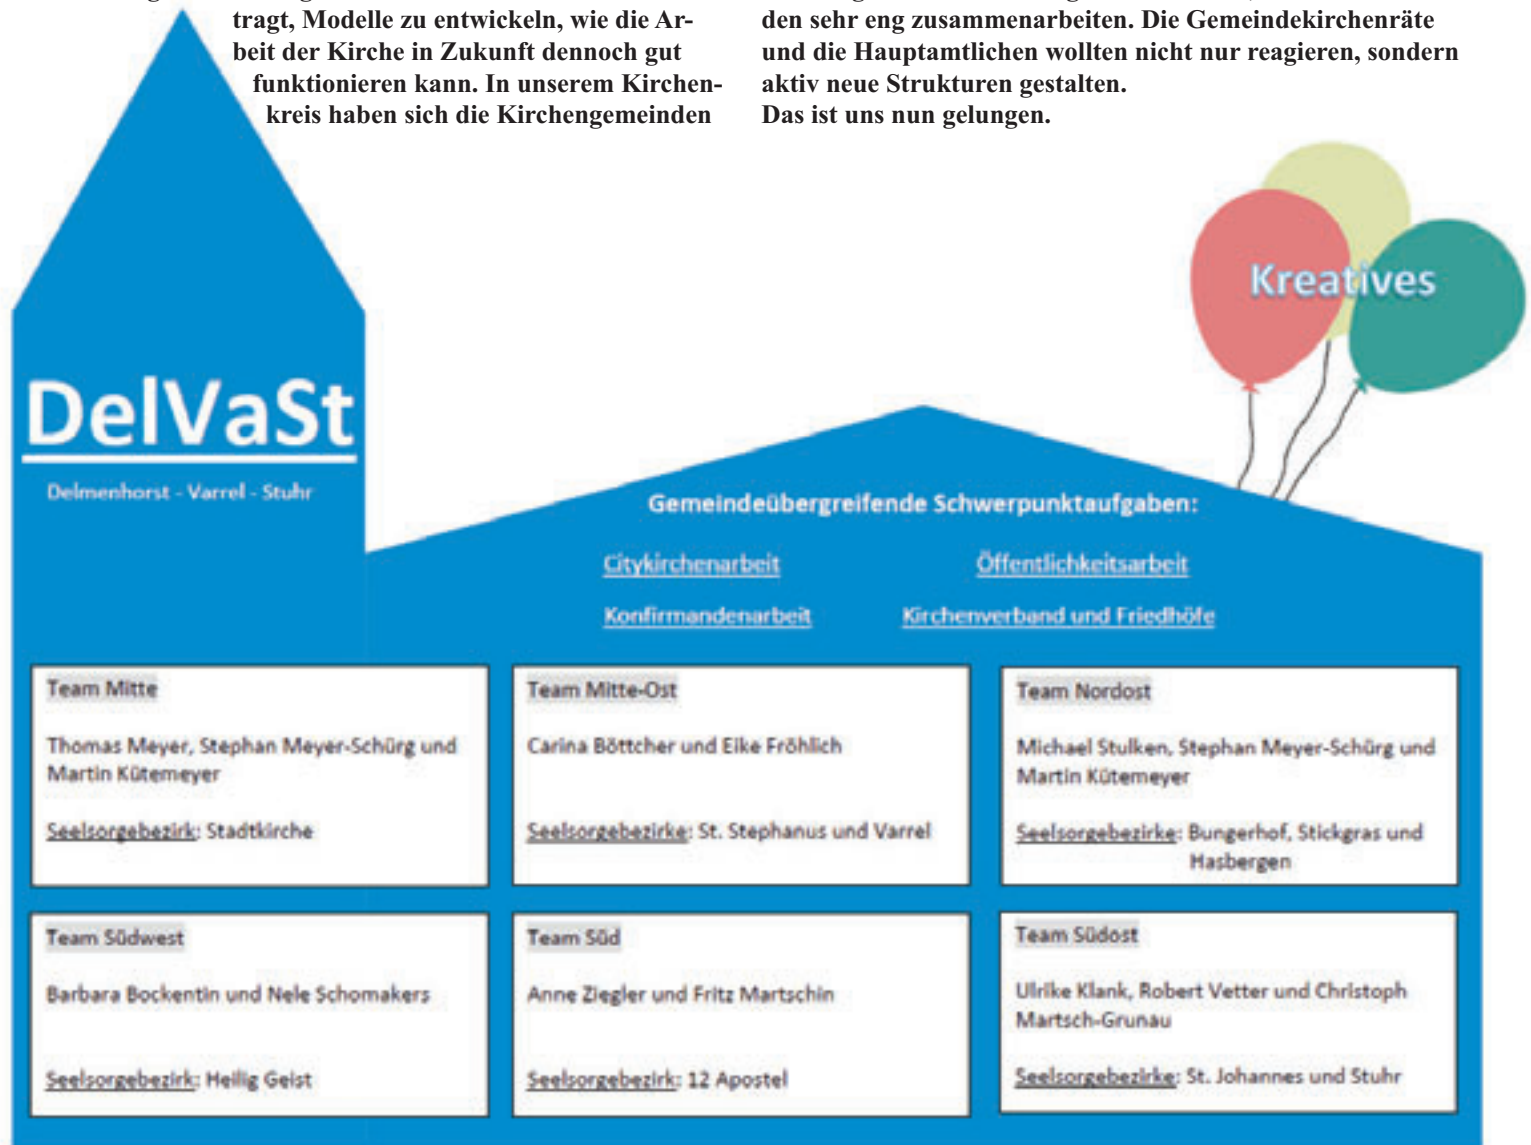 tragt, Modelle zu entwickeln, wie die Ar-
beit der Kirche in Zukunft dennoch gut
funktionieren kann. In unserem Kirchen-
kreis haben sich die Kirchengemeinden
den sehr eng zusammenarbeiten. Die Gemeindekirchenräte
und die Hauptamtlichen wollten nicht nur reagieren, sondern
aktiv neue Strukturen gestalten.
Das ist uns nun gelungen.
Kreatives
DelVaSt
Delmenhorst - Varrel - Stuhr
Gemeindeübergreifende Schwerpunktaufgaben:
Citykirchenarbeit
Öffentlichkeitsarbeit
Konfirmandenarbeit
Kirchenverband und Friedhöfe
Team Mitte
Thomas Meyer, Stephan Meyer-Schürg und
Martin Kütemeyer
Seelsorgebezirk: Stadtkirche
Team Mitte-Ost
Carina Böttcher und Eike Fröhlich
Seelsorgebezirke: St. Stephanus und Varrel
Team Nordost
Michael Stulken, Stephan Meyer-Schürg und
Martin Kütemeyer
Seelsorgebezirke: Bungerhof, Stickgras und
Hasbergen
Team Südwest
Barbara Bockentin und Nele Schomakers
Seelsorgebezirk: Heilig Geist
Team Süd
Anne Ziegler und Fritz Martschin
Seelsorgebezirk: 12 Apostel
Team Südost
Ulrike Klank, Robert Vetter und Christoph
Martsch-Grunau
Seelsorgebezirke: St. Johannes und Stuhr